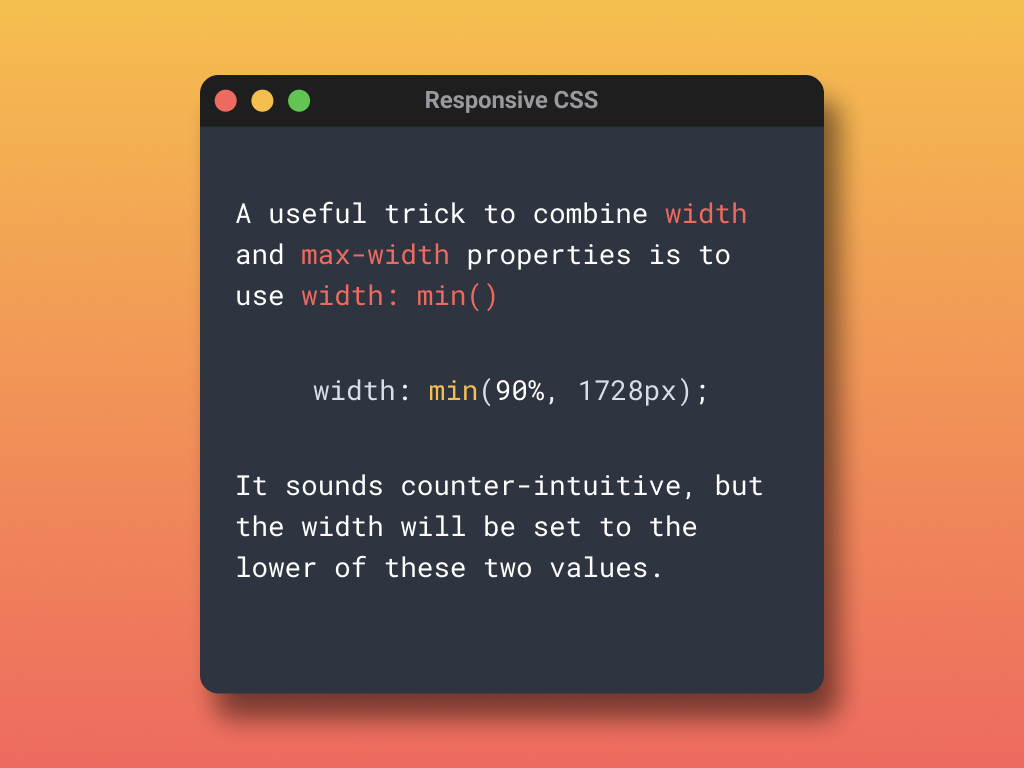 Responsive CSS
A useful trick to combine width
and max-width properties is to
use width: min()
width: min(90%, 1728px);
It sounds counter-intuitive, but
the width will be set to the
lower of these two values.